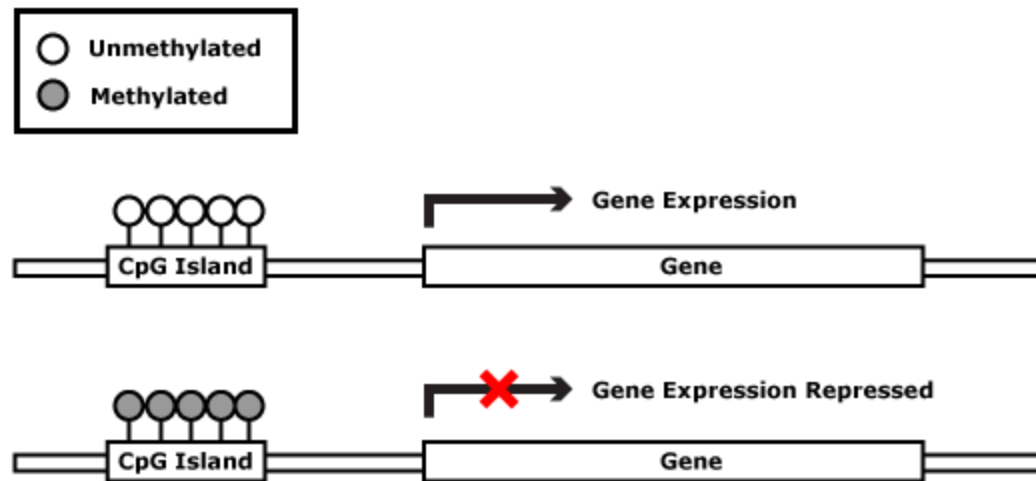 Unmethylated
Methylated
Gene Expression
CpG Island
Gene
Gene Expression Repressed
CpG Island
Gene